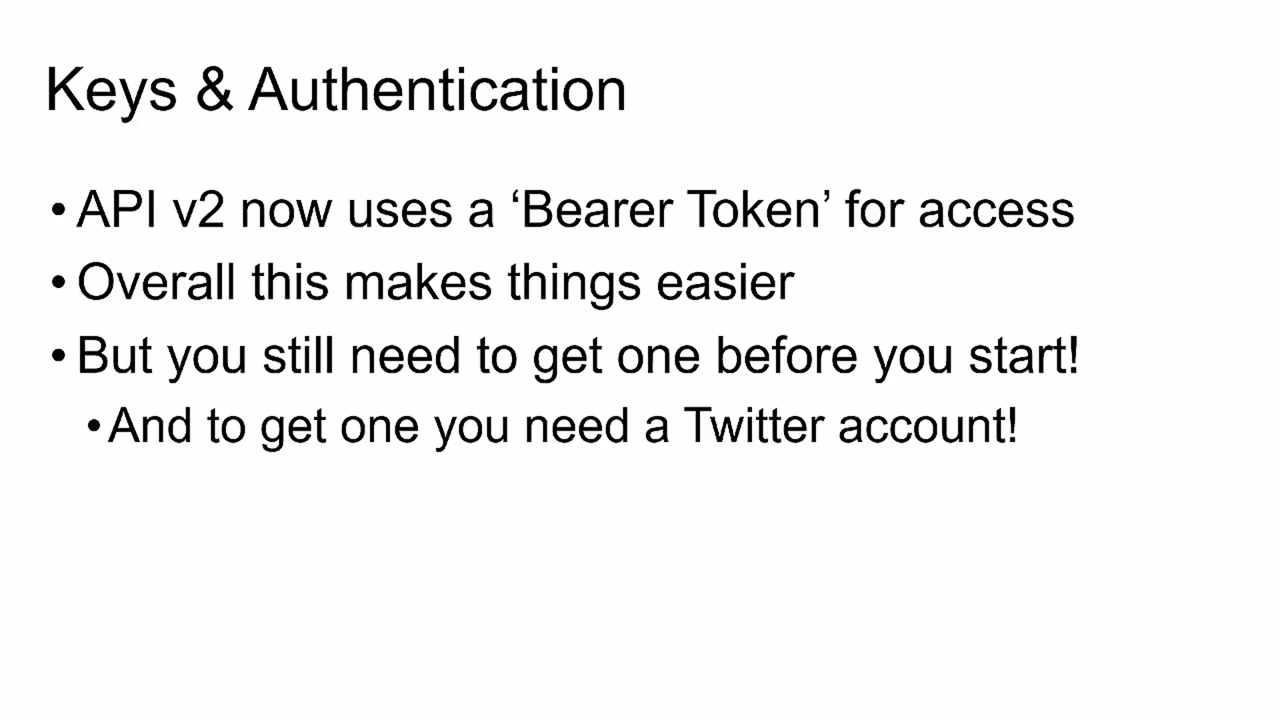 Keys & Authentication
• API v2 now uses a ‘Bearer Token’ for access
• Overall this makes things easier
• But you still need to get one before you start!
• And to get one you need a Twitter account!